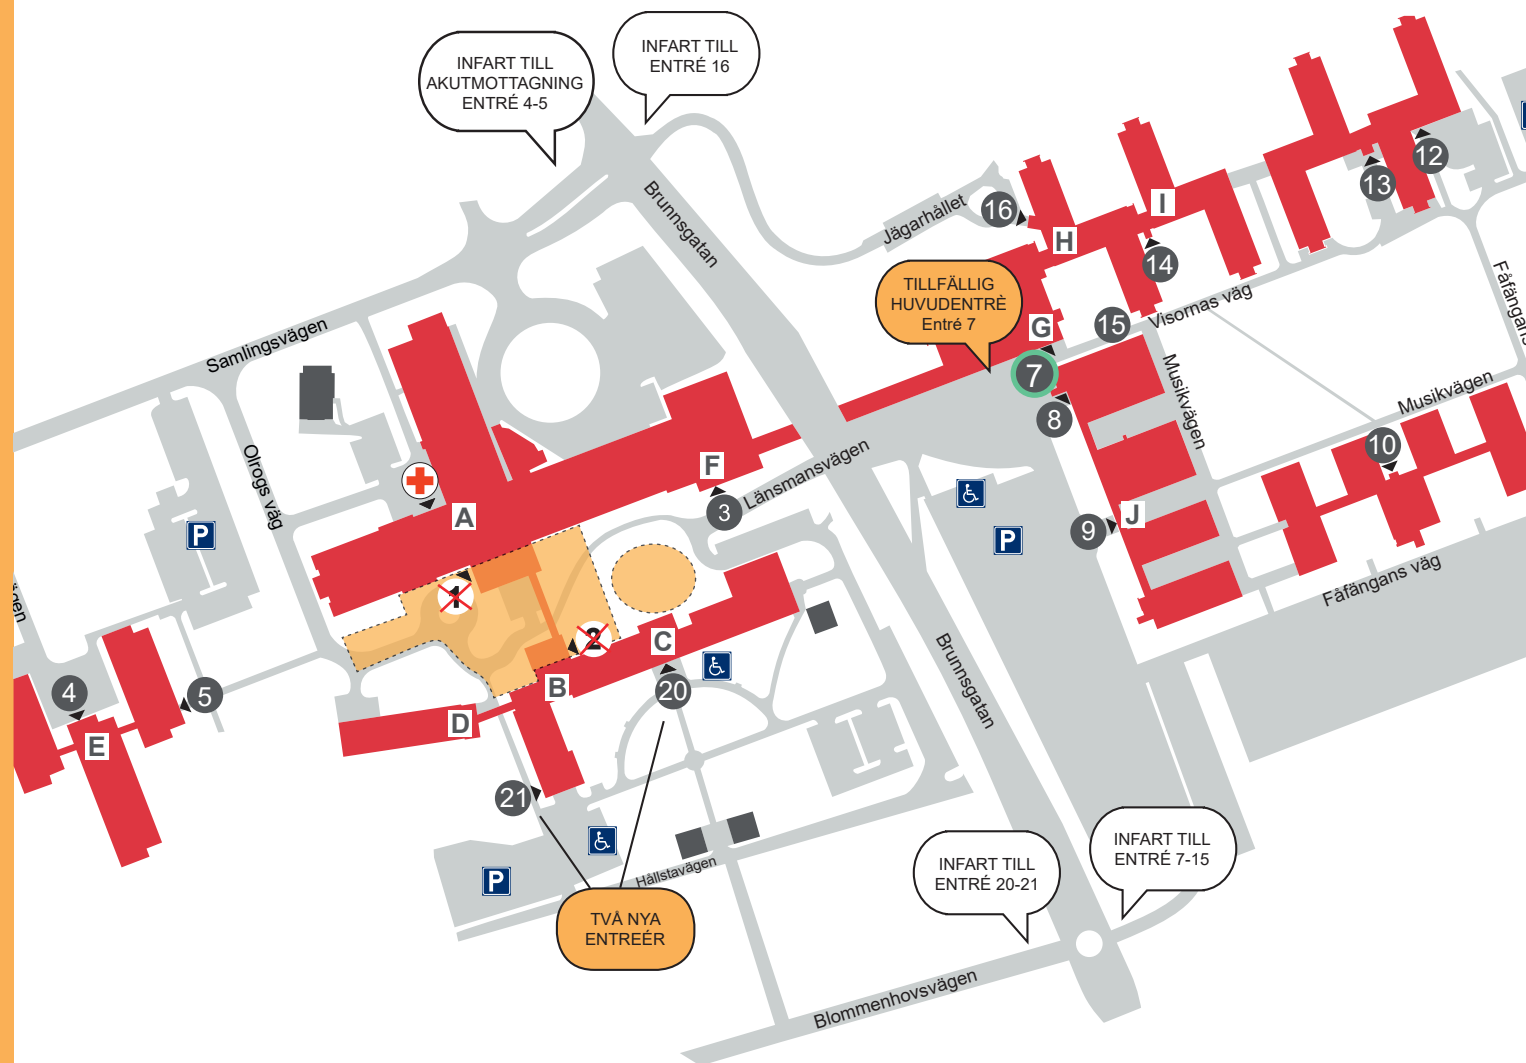 INFART TILL
AKUTMOTTAGNING
ENTRÉ 4-5
INFART TILL
ENTRÉ 16
Brunnsgatan
Jägarhållet
16
H
I
14
13
12
TILLFÄLLIG
HUVUDENTRÈ
Entré 7
G
15
Visornas väg
Fåfängans
7
8
Musikvägen
Musikvägen
10
Samlingsvägen
Olrogs väg
P
A
F
3
Länsmansvägen
P
9
J
Fåfängans väg
1
2
C
B
20
D
4
5
E
21
Brunnsgatan
P
Hållstavägen
TVÅ NYA
ENTREÉR
INFART TILL
ENTRÉ 20-21
INFART TILL
ENTRÉ 7-15
Blommenhovsvägen